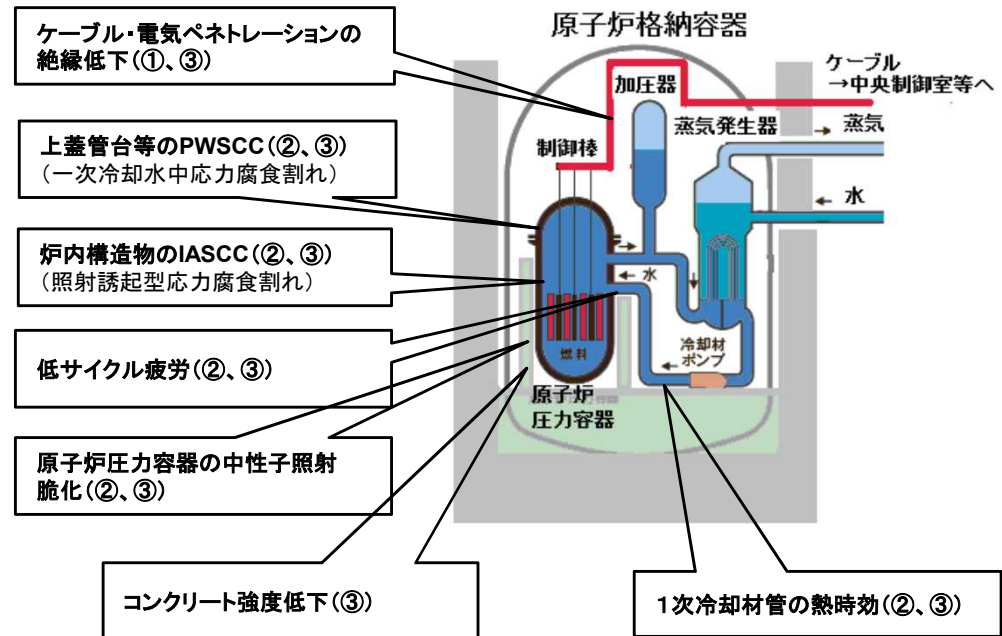 ケーブル・電気ペネトレーションの
絶縁低下(①、③)
上蓋管台等のPWSCC(②、③)
(一次冷却水中応力腐食割れ)
炉内構造物のIASCC(②、③)
(照射誘起型応力腐食割れ)
低サイクル疲労(②、③)
原子炉圧力容器の中性子照射
脆化(②、③)
コンクリート強度低下(③)
1次冷却材管の熱時効(②、③)
原子炉格納容器
ケーブル
→中央制御室等へ
加圧器
蒸気発生器
蒸気
制御棒
水
水
冷却材
ポンプ
燃料
原子炉
圧力容器